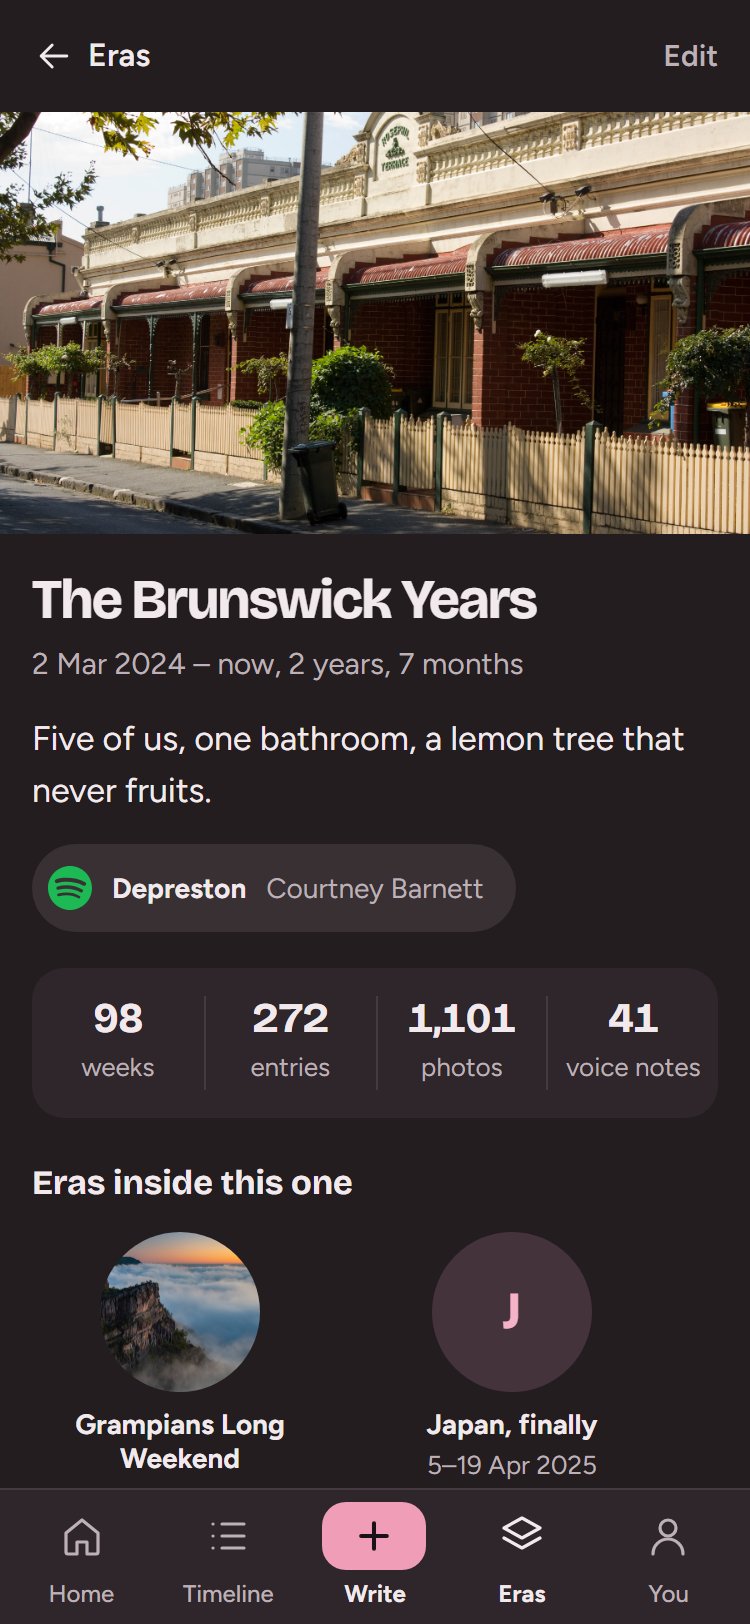 Eras
Edit
TERRACE
The Brunswick Years
2 Mar 2024 – now, 2 years, 7 months
Five of us, one bathroom, a lemon tree that
never fruits.
Depreston Courtney Barnett
98 272 1,101 41
weeks entries photos voice notes
Eras inside this one
J
Grampians Long
Weekend
Japan, finally
5–19 Apr 2025
Home Timeline Write Eras You